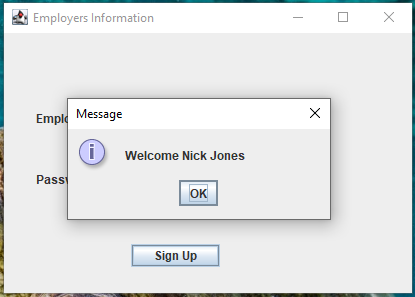 Employers Information
Message
Welcome Nick Jones
OK
Sign Up